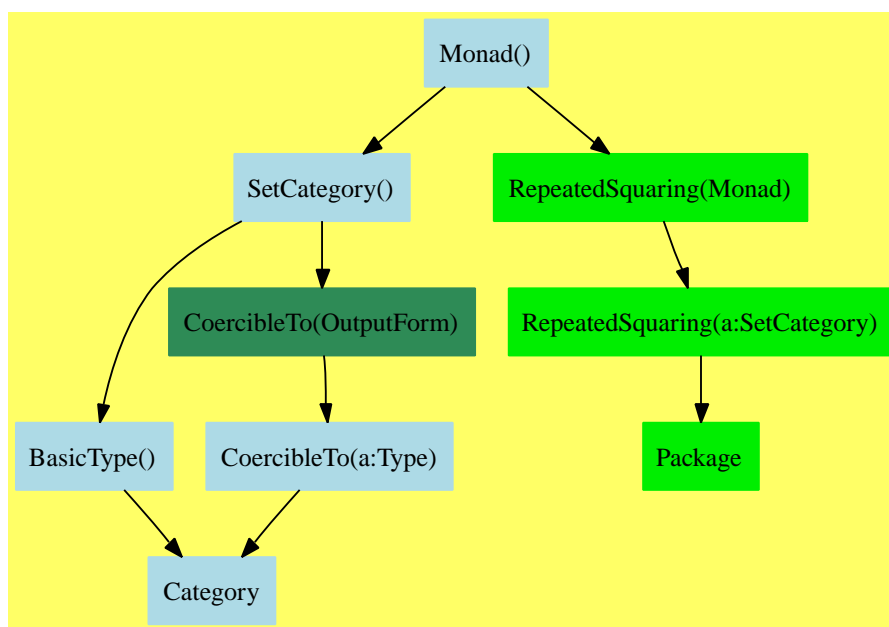 Monad()
SetCategory()
RepeatedSquaring(Monad)
CoercibleTo(OutputForm)
RepeatedSquaring(a:SetCategory)
BasicType()
CoercibleTo(a:Type)
Package
Category